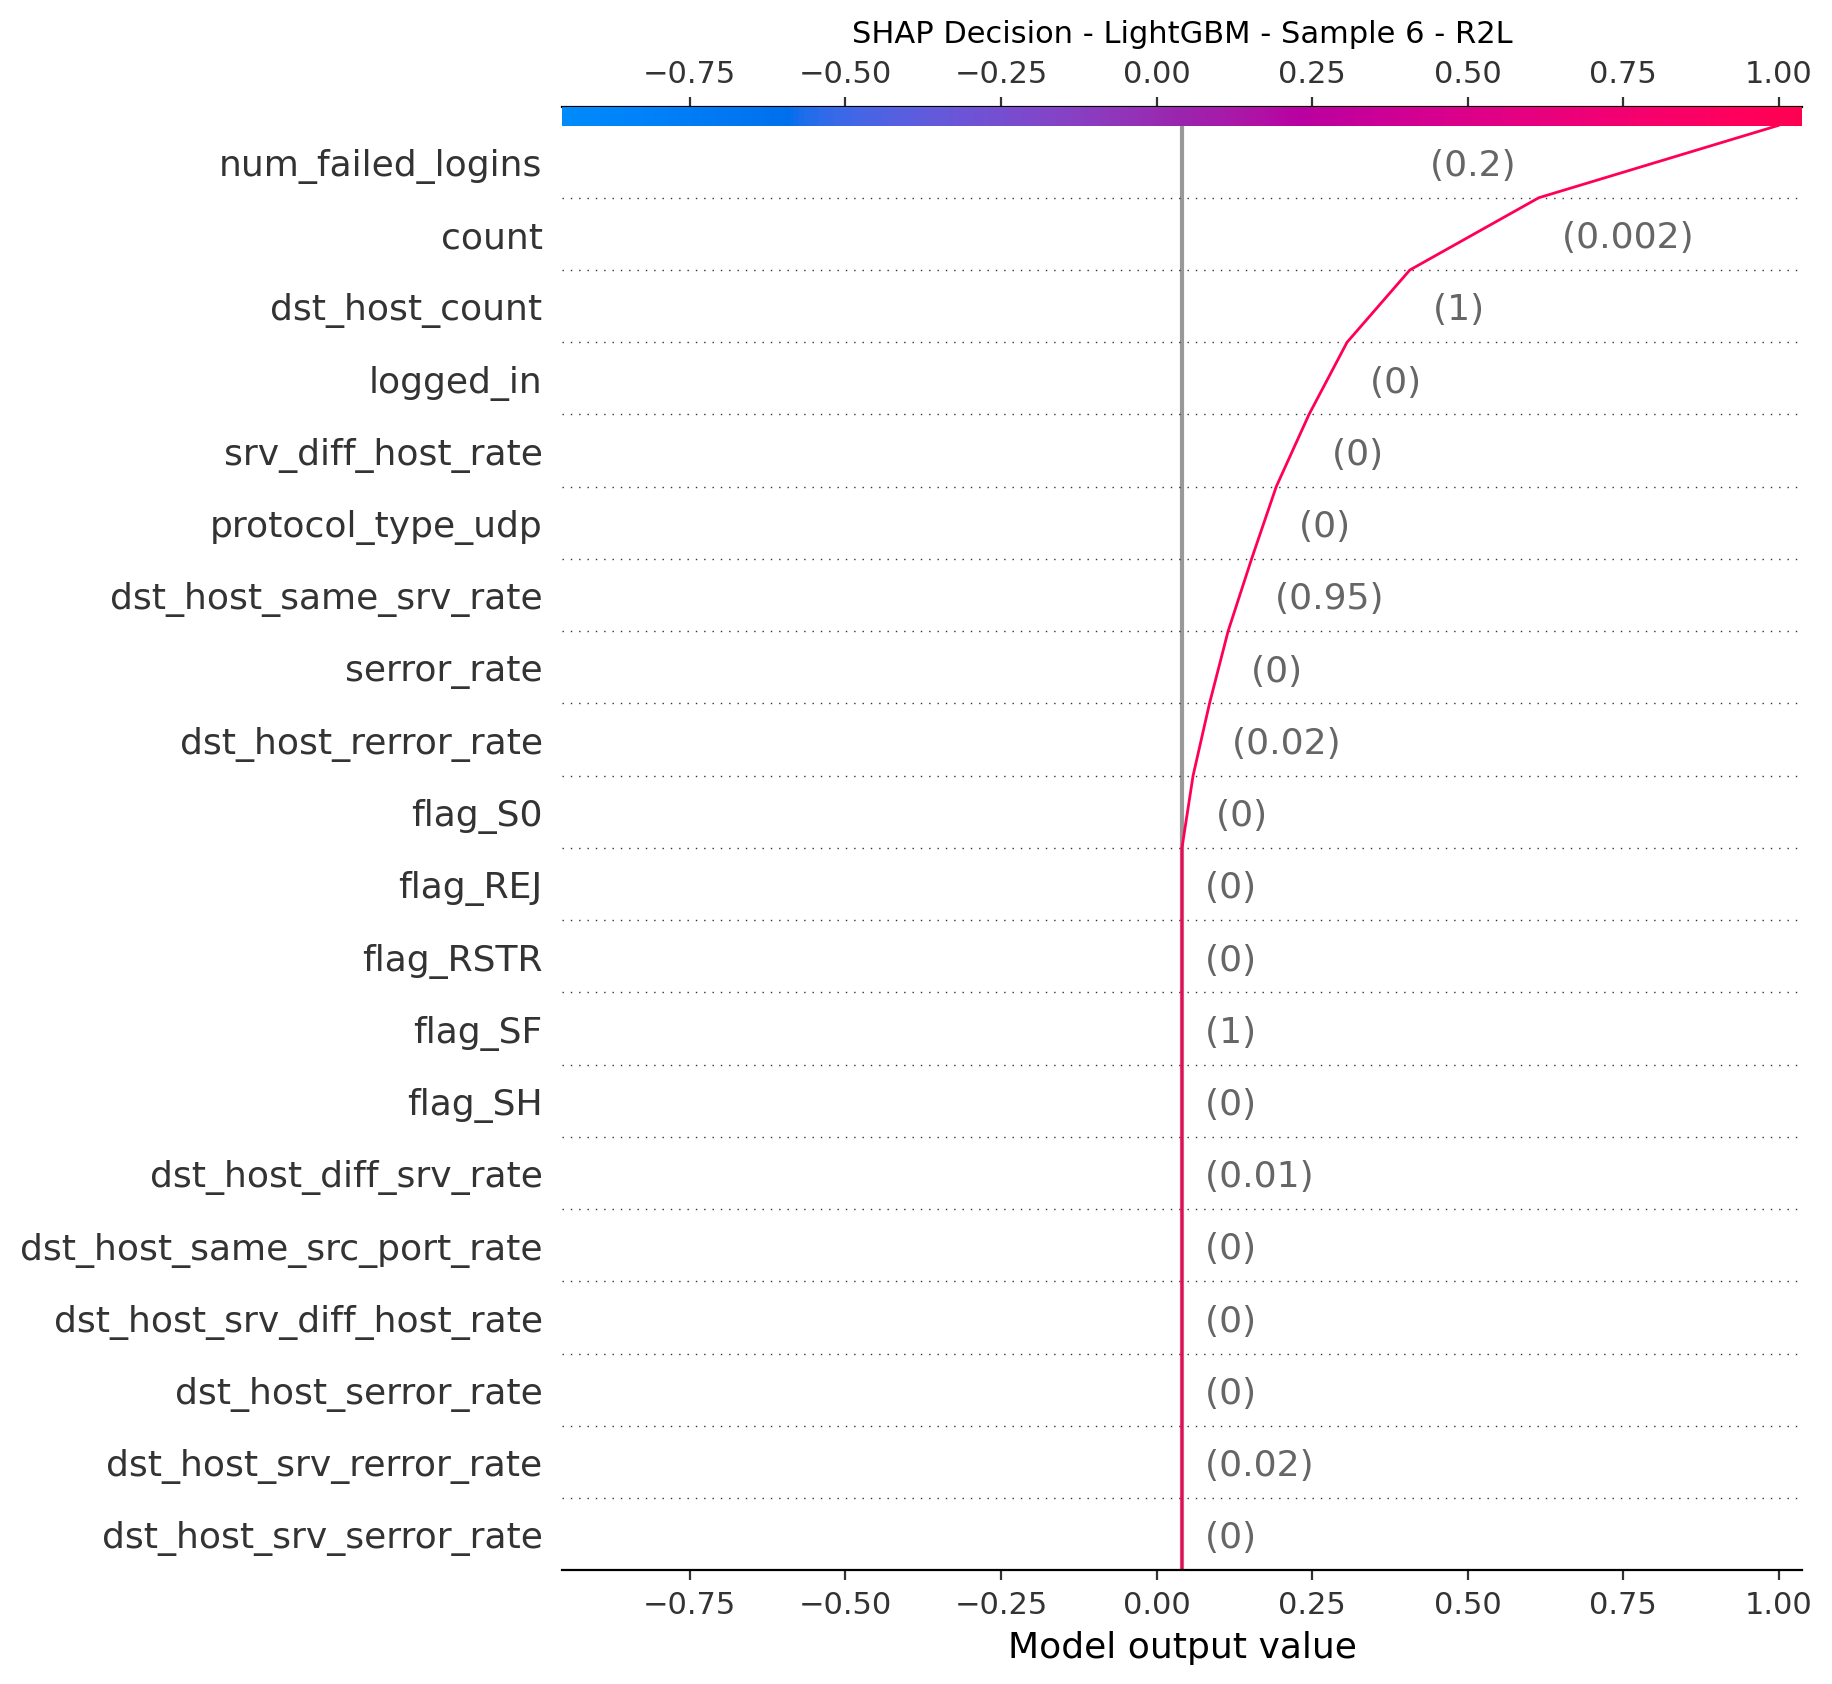 SHAP Decision - LightGBM - Sample 6 - R2L
−0.75 −0.50 −0.25 0.00 0.25 0.50 0.75 1.00
num_failed_logins (0.2)
count (0.002)
dst_host_count (1)
logged_in (0)
srv_diff_host_rate (0)
protocol_type_udp (0)
dst_host_same_srv_rate (0.95)
serror_rate (0)
dst_host_rerror_rate (0.02)
flag_S0 (0)
flag_REJ (0)
flag_RSTR (0)
flag_SF (1)
flag_SH (0)
dst_host_diff_srv_rate (0.01)
dst_host_same_src_port_rate (0)
dst_host_srv_diff_host_rate (0)
dst_host_serror_rate (0)
dst_host_srv_rerror_rate (0.02)
dst_host_srv_serror_rate (0)
−0.75 −0.50 −0.25 0.00 0.25 0.50 0.75 1.00
Model output value